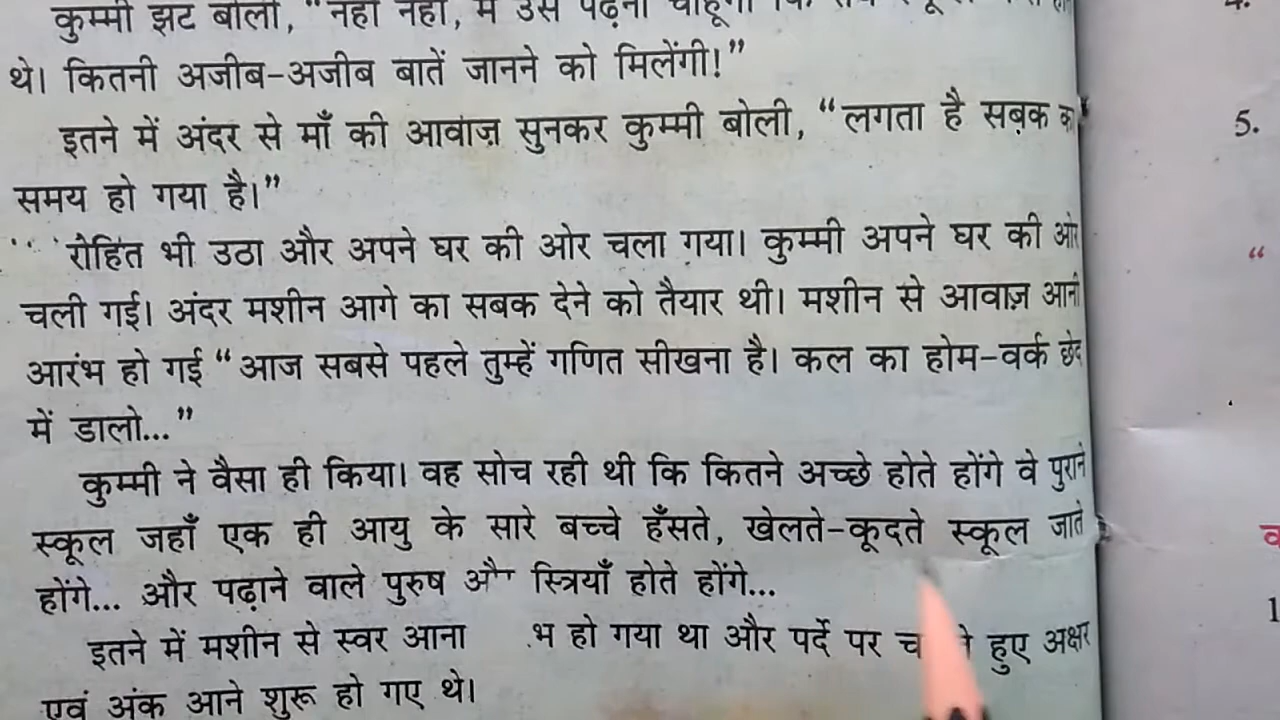 कुम्मी झट बोली, “नहीं नहीं, मैं उसे पढ़ना चाहूँगी कि
थे। कितनी अजीब-अजीब बातें जानने को मिलेंगी!”
इतने में अंदर से माँ की आवाज़ सुनकर कुम्मी बोली, “लगता है सबक़ का
समय हो गया है।”
रोहित भी उठा और अपने घर की ओर चला गया। कुम्मी अपने घर की ओर
चली गई। अंदर मशीन आगे का सबक देने को तैयार थी। मशीन से आवाज़ आनी
आरंभ हो गई “आज सबसे पहले तुम्हें गणित सीखना है। कल का होम-वर्क छेद
में डालो...”
कुम्मी ने वैसा ही किया। वह सोच रही थी कि कितने अच्छे होते होंगे वे पुराने
स्कूल जहाँ एक ही आयु के सारे बच्चे हँसते, खेलते-कूदते स्कूल जाते
होंगे... और पढ़ाने वाले पुरुष स्त्रियाँ होते होंगे...
इतने में मशीन से स्वर आना भ हो गया था और पर्दे पर हुए अक्षर
एवं अंक आने शुरू हो गए थे।
4.
5.
“
1